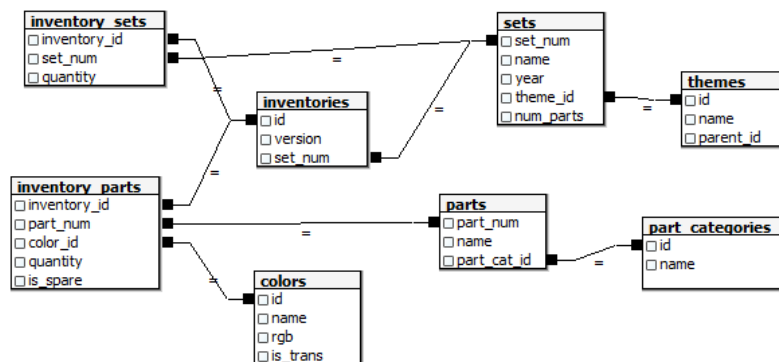 inventory_sets
inventory_id
set_num
quantity
sets
set_num
name
year
theme_id
num_parts
themes
id
name
parent_id
inventories
id
version
set_num
inventory_parts
inventory_id
part_num
color_id
quantity
is_spare
parts
part_num
name
part_cat_id
part_categories
id
name
colors
id
name
rgb
is_trans
=
=
=
=
=
=
=
=